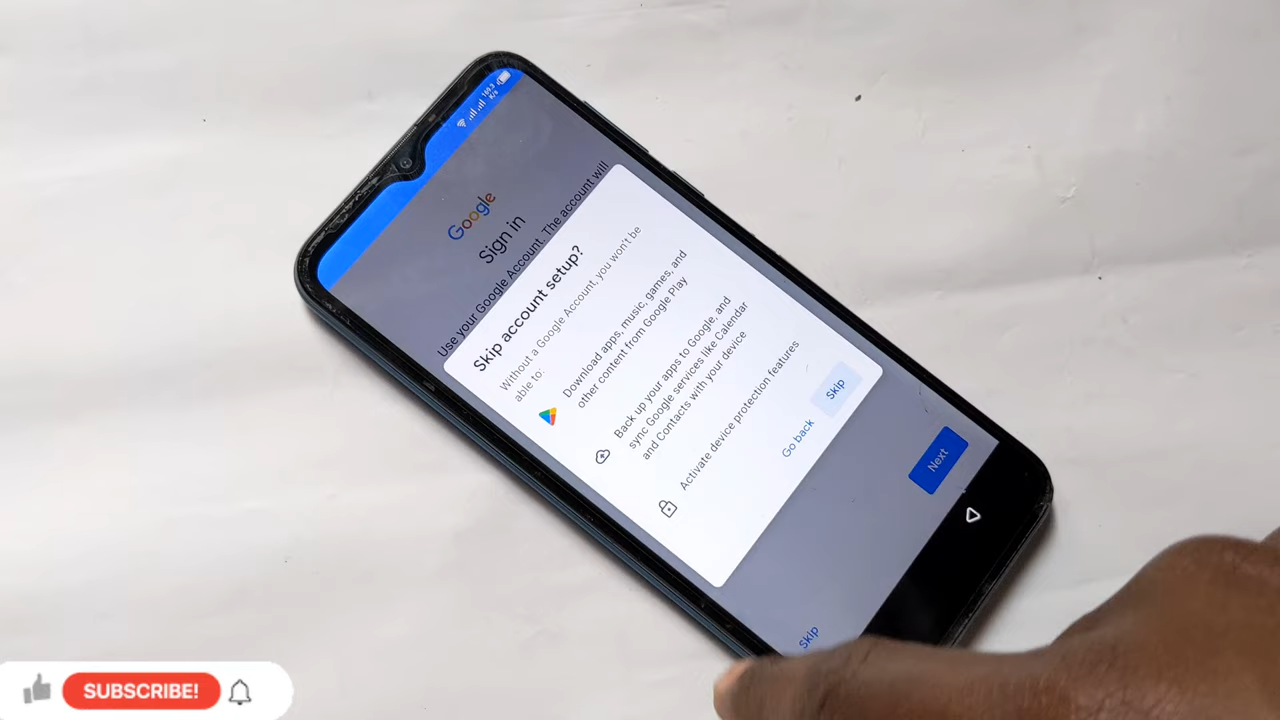 169.3
K/s
Google
Sign in
Use your Google Account. The account will
Skip account setup?
Without a Google Account, you won't be
able to:
Download apps, music, games, and
other content from Google Play
Back up your apps to Google, and
sync Google services like Calendar
and Contacts with your device
Activate device protection features
Go back
Skip
Next
Skip
SUBSCRIBE!